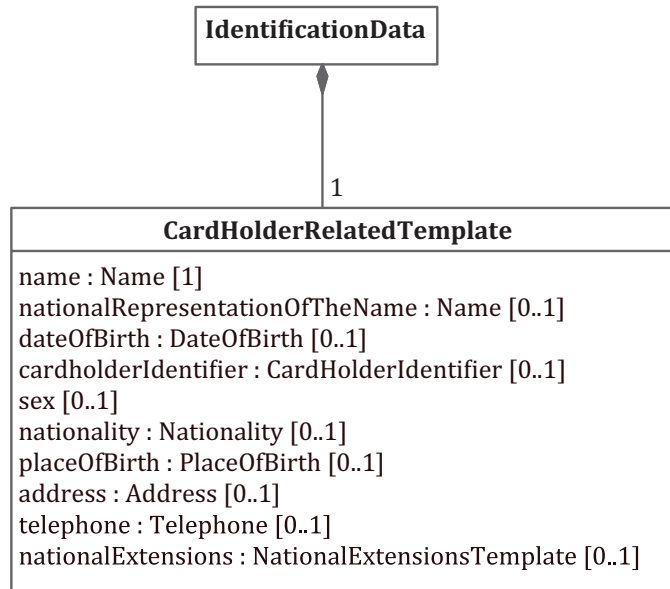 IdentificationData
1
CardHolderRelatedTemplate
name : Name [1]
nationalRepresentationOfTheName : Name [0..1]
dateOfBirth : DateOfBirth [0..1]
cardholderIdentifier : CardHolderIdentifier [0..1]
sex [0..1]
nationality : Nationality [0..1]
placeOfBirth : PlaceOfBirth [0..1]
address : Address [0..1]
telephone : Telephone [0..1]
nationalExtensions : NationalExtensionsTemplate [0..1]